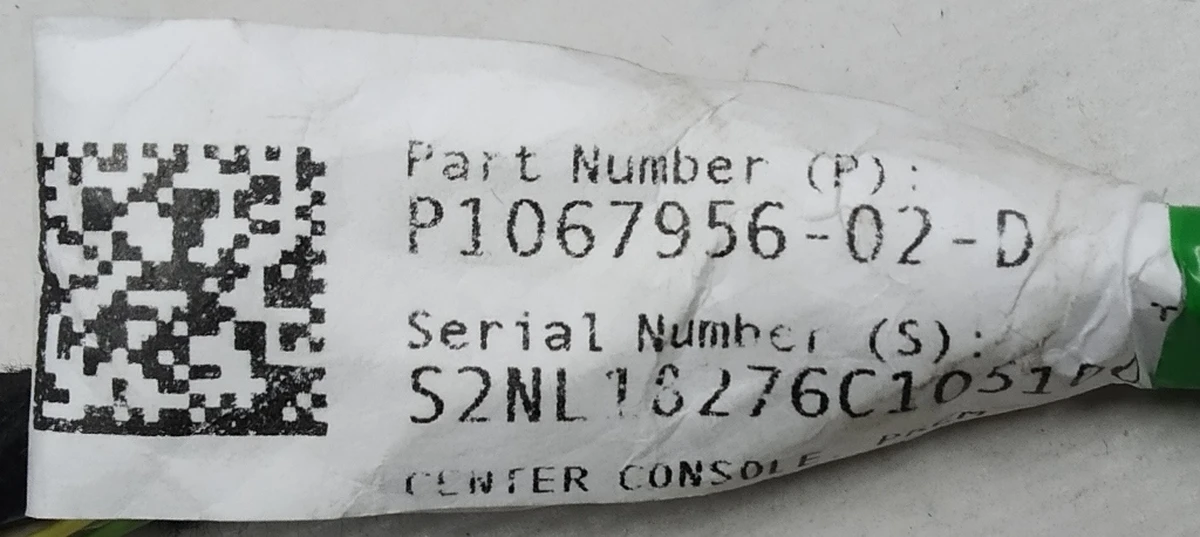 Part Number (P):
P1067956-02-D
Serial Number (S):
CENTER CONSOLE